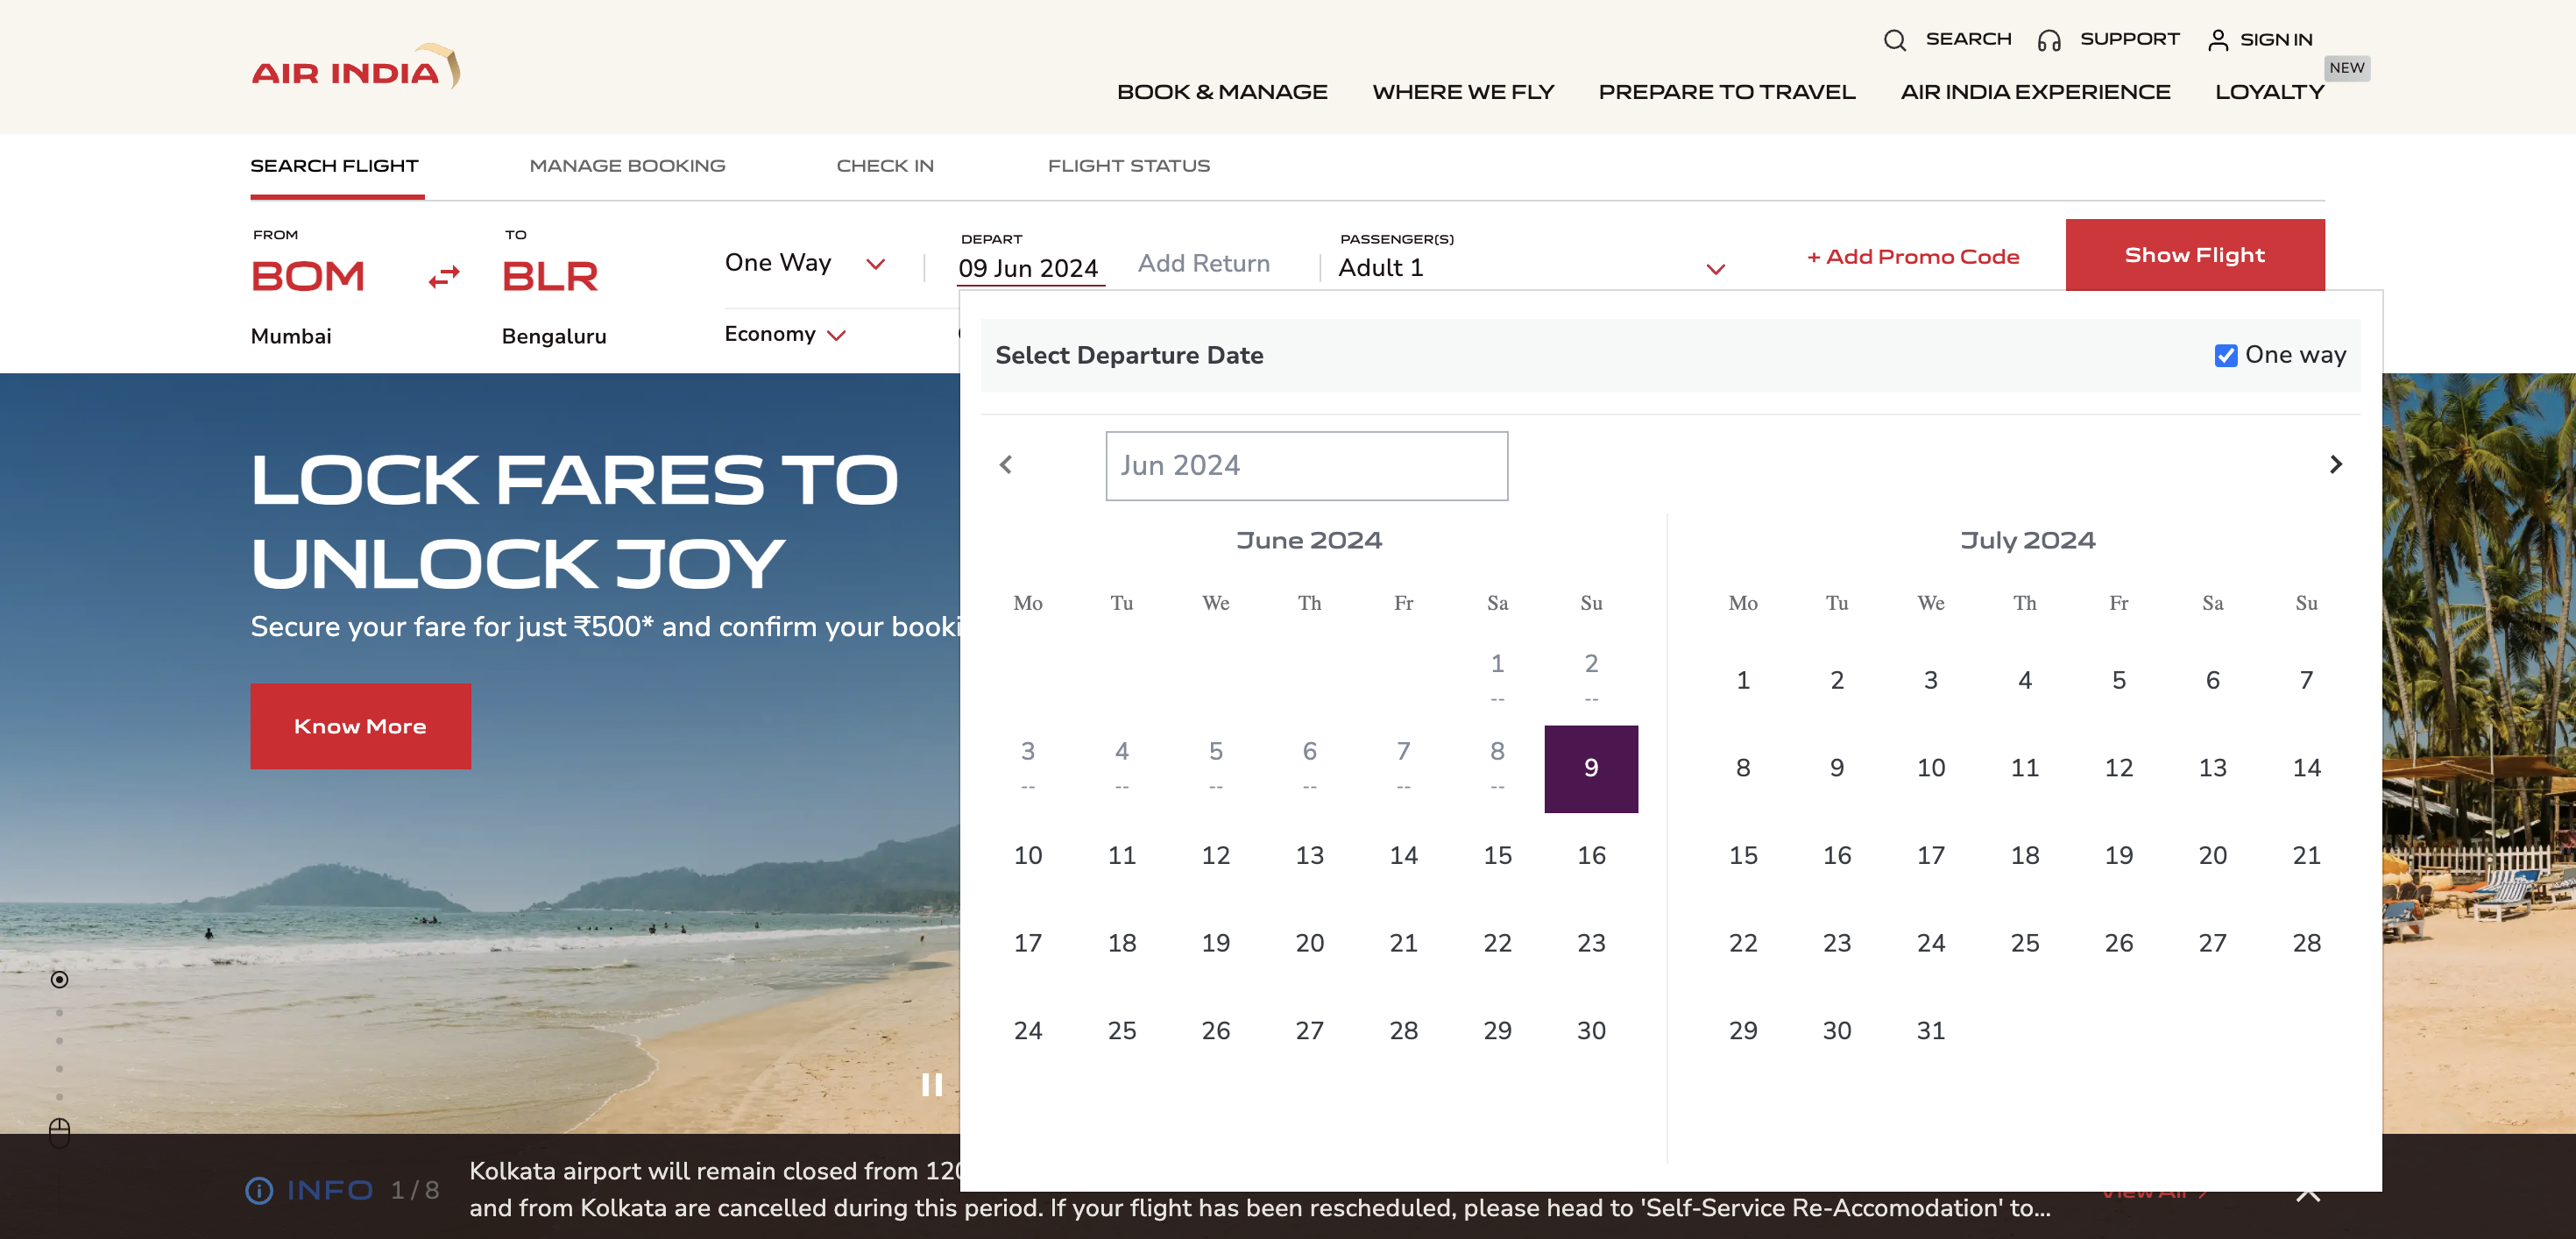 AIR INDIA
SEARCH
SUPPORT
SIGN IN
NEW
BOOK & MANAGE
WHERE WE FLY
PREPARE TO TRAVEL
AIR INDIA EXPERIENCE
LOYALTY
SEARCH FLIGHT
MANAGE BOOKING
CHECK IN
FLIGHT STATUS
FROM
BOM
Mumbai
TO
BLR
Bengaluru
One Way
Economy
DEPART
09 Jun 2024
Add Return
PASSENGER(S)
Adult 1
+ Add Promo Code
Show Flight
Select Departure Date
One way
Jun 2024
June 2024
Mo Tu We Th Fr Sa Su
1 2
-- --
3 4 5 6 7 8 9
-- -- -- -- -- --
10 11 12 13 14 15 16
17 18 19 20 21 22 23
24 25 26 27 28 29 30
July 2024
Mo Tu We Th Fr Sa Su
1 2 3 4 5 6 7
8 9 10 11 12 13 14
15 16 17 18 19 20 21
22 23 24 25 26 27 28
29 30 31
LOCK FARES TO
UNLOCK JOY
Secure your fare for just ₹500* and confirm your booki
Know More
INFO 1 / 8
Kolkata airport will remain closed from 120
and from Kolkata are cancelled during this period. If your flight has been rescheduled, please head to 'Self-Service Re-Accomodation' to...
View All